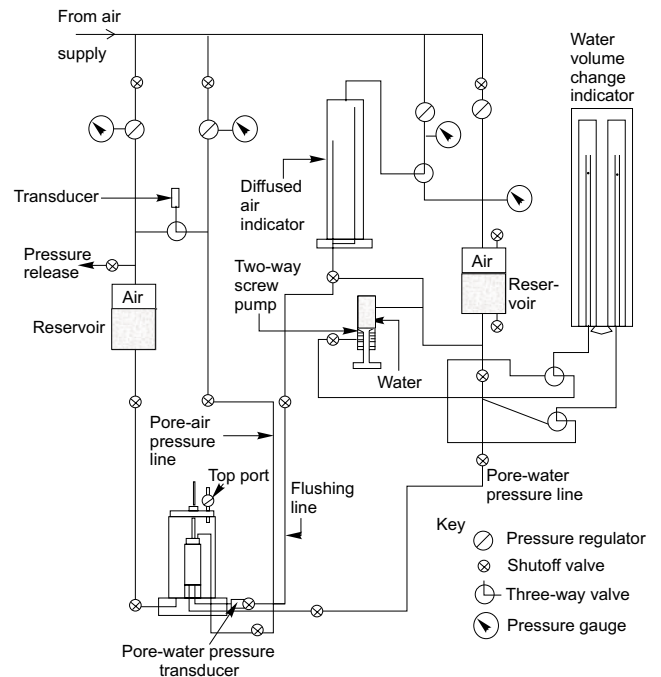 From air
supply
Water
volume
change
indicator
Transducer
Diffused
air
indicator
Pressure
release
Air
Reservoir
Two-way
screw
pump
Air
Reser-
voir
Water
Pore-air
pressure
line
Top port
Flushing
line
Pore-water
pressure line
Key
Pressure regulator
Shutoff valve
Three-way valve
Pressure gauge
Pore-water pressure
transducer